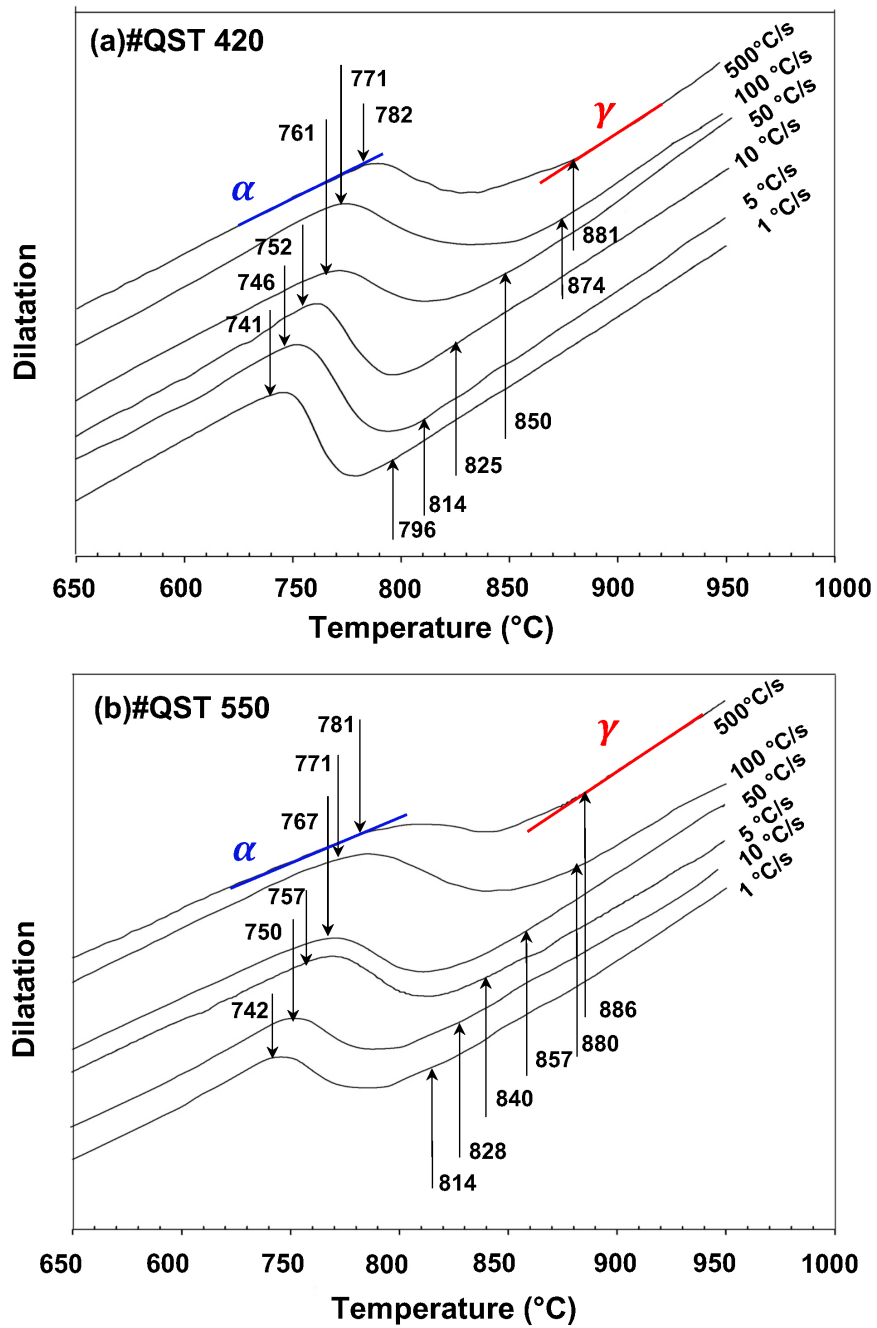 (a)#QST 420
500°C/s
100 °C/s
50 °C/s
10 °C/s
5 °C/s
1 °C/s
771
782
761
α
γ
752
746
741
881
874
850
825
814
796
Dilatation
650 600 750 800 850 900 950 1000
Temperature (°C)
(b)#QST 550
500°C/s
100 °C/s
50 °C/s
5 °C/s
10 °C/s
1 °C/s
781
771
767
α
γ
757
750
742
886
880
857
840
828
814
Dilatation
650 600 750 800 850 900 950 1000
Temperature (°C)